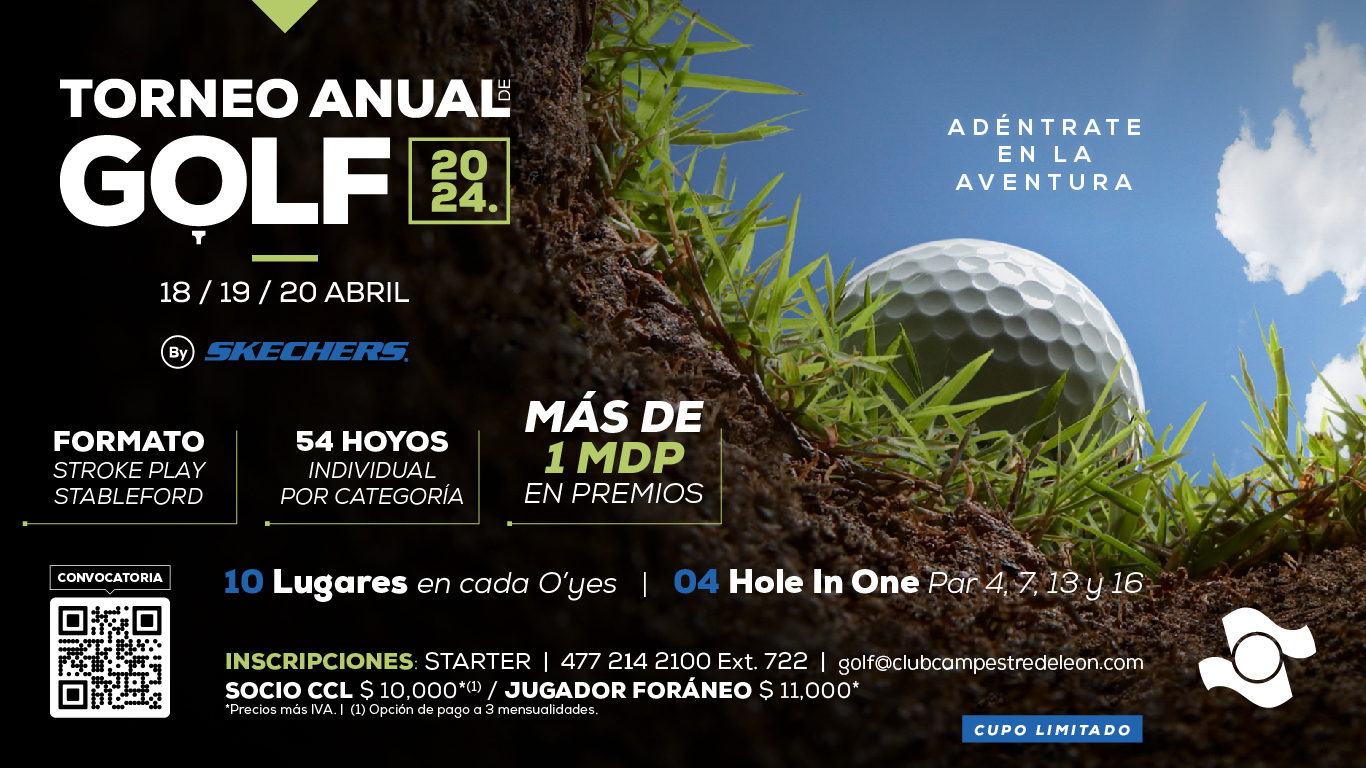 TORNEO ANUAL DE
GOLF 20
24.
18 / 19 / 20 ABRIL
By SKECHERS.
ADÉNTRATE
EN LA
AVENTURA
FORMATO
STROKE PLAY
STABLEFORD
54 HOYOS
INDIVIDUAL
POR CATEGORÍA
MÁS DE
1 MDP
EN PREMIOS
CONVOCATORIA
10 Lugares en cada O'yes | 04 Hole In One Par 4, 7, 13 y 16
INSCRIPCIONES: STARTER | 477 214 2100 Ext. 722 | golf@clubcampestredeleon.com
SOCIO CCL $ 10,000*(1) / JUGADOR FORÁNEO $ 11,000*
*Precios más IVA. | (1) Opción de pago a 3 mensualidades.
CUPO LIMITADO